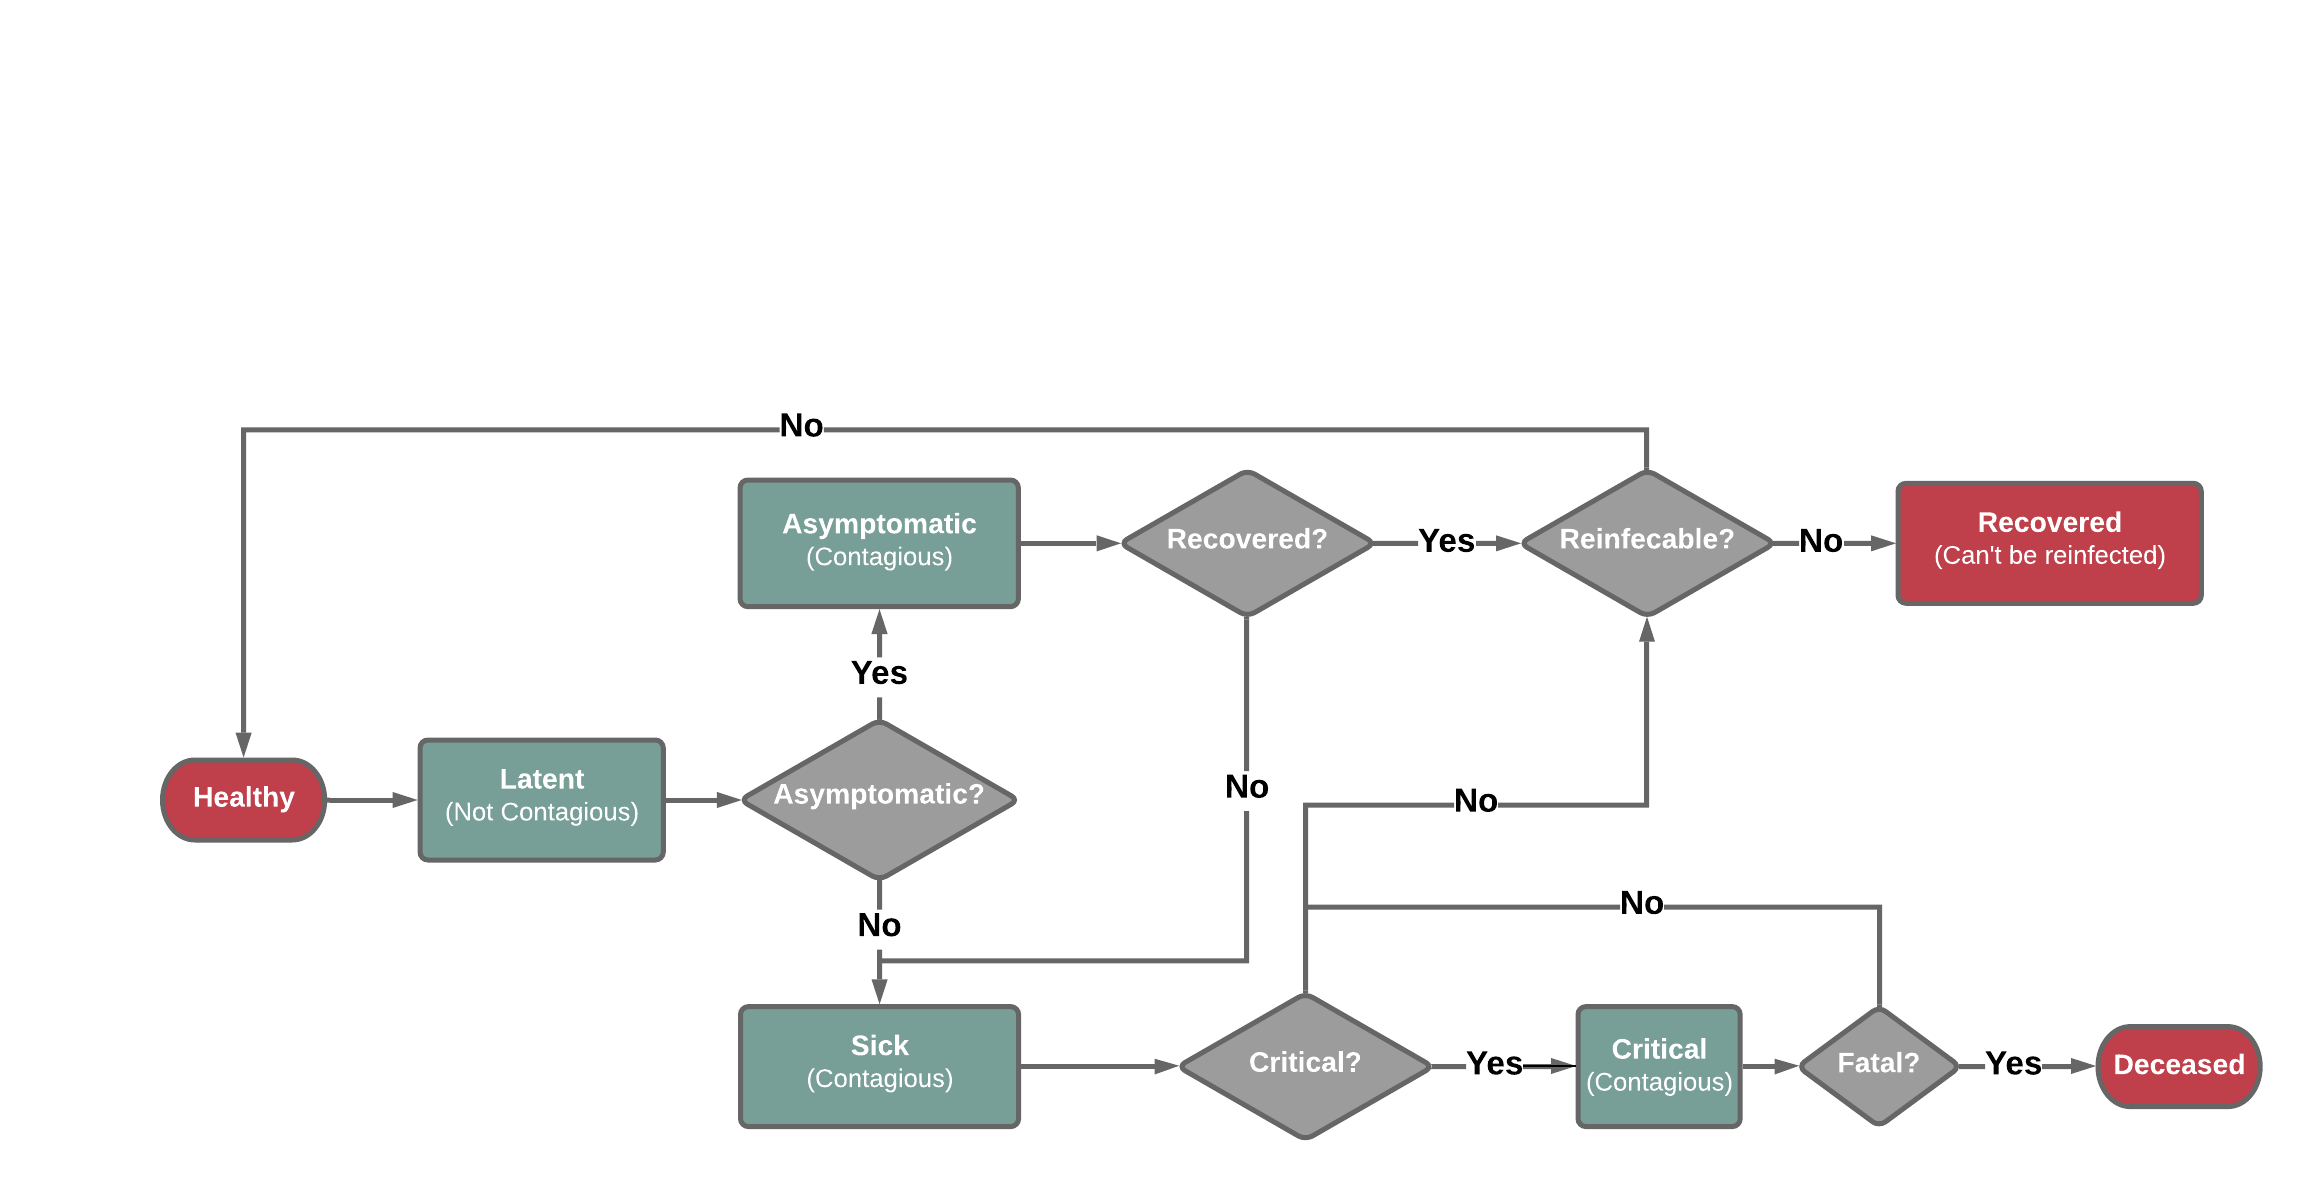 No
Asymptomatic
(Contagious)
Recovered?
Yes
Reinfecable?
No
Recovered
(Can't be reinfected)
Yes
Healthy
Latent
(Not Contagious)
Asymptomatic?
No
No
No
No
Sick
(Contagious)
Critical?
Yes
Critical
(Contagious)
Fatal?
Yes
Deceased